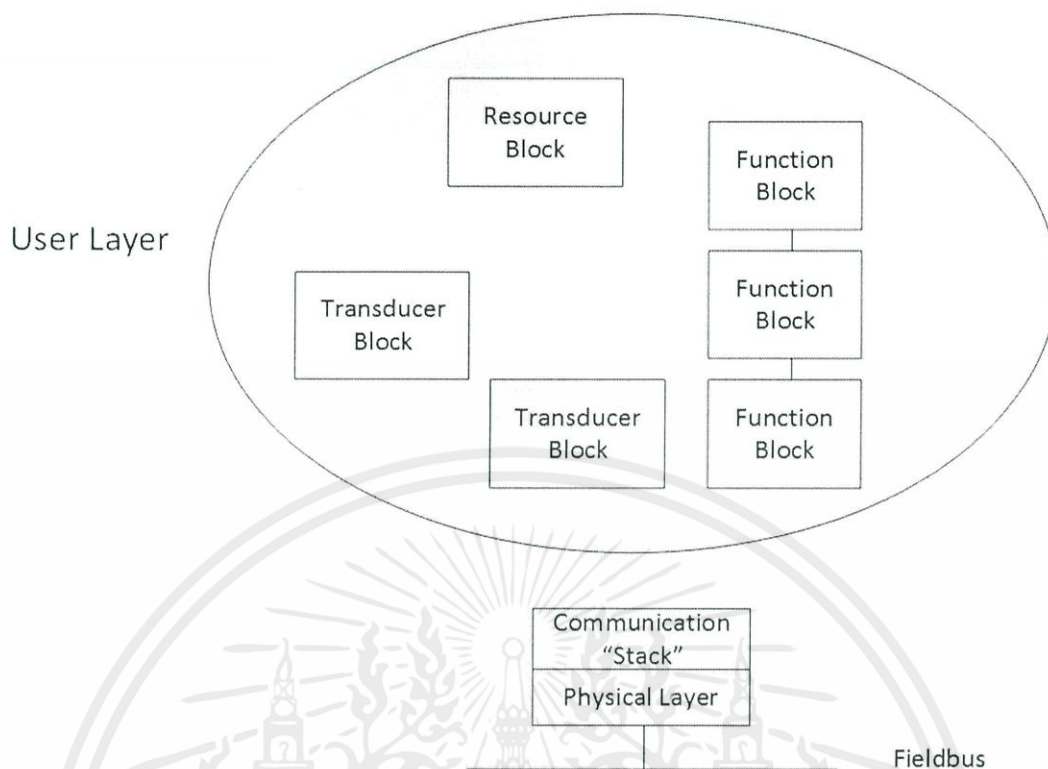 Resource
Block
Function
Block
User Layer
Function
Block
Transducer
Block
Transducer
Block
Function
Block
Communication
“Stack”
Physical Layer
Fieldbus